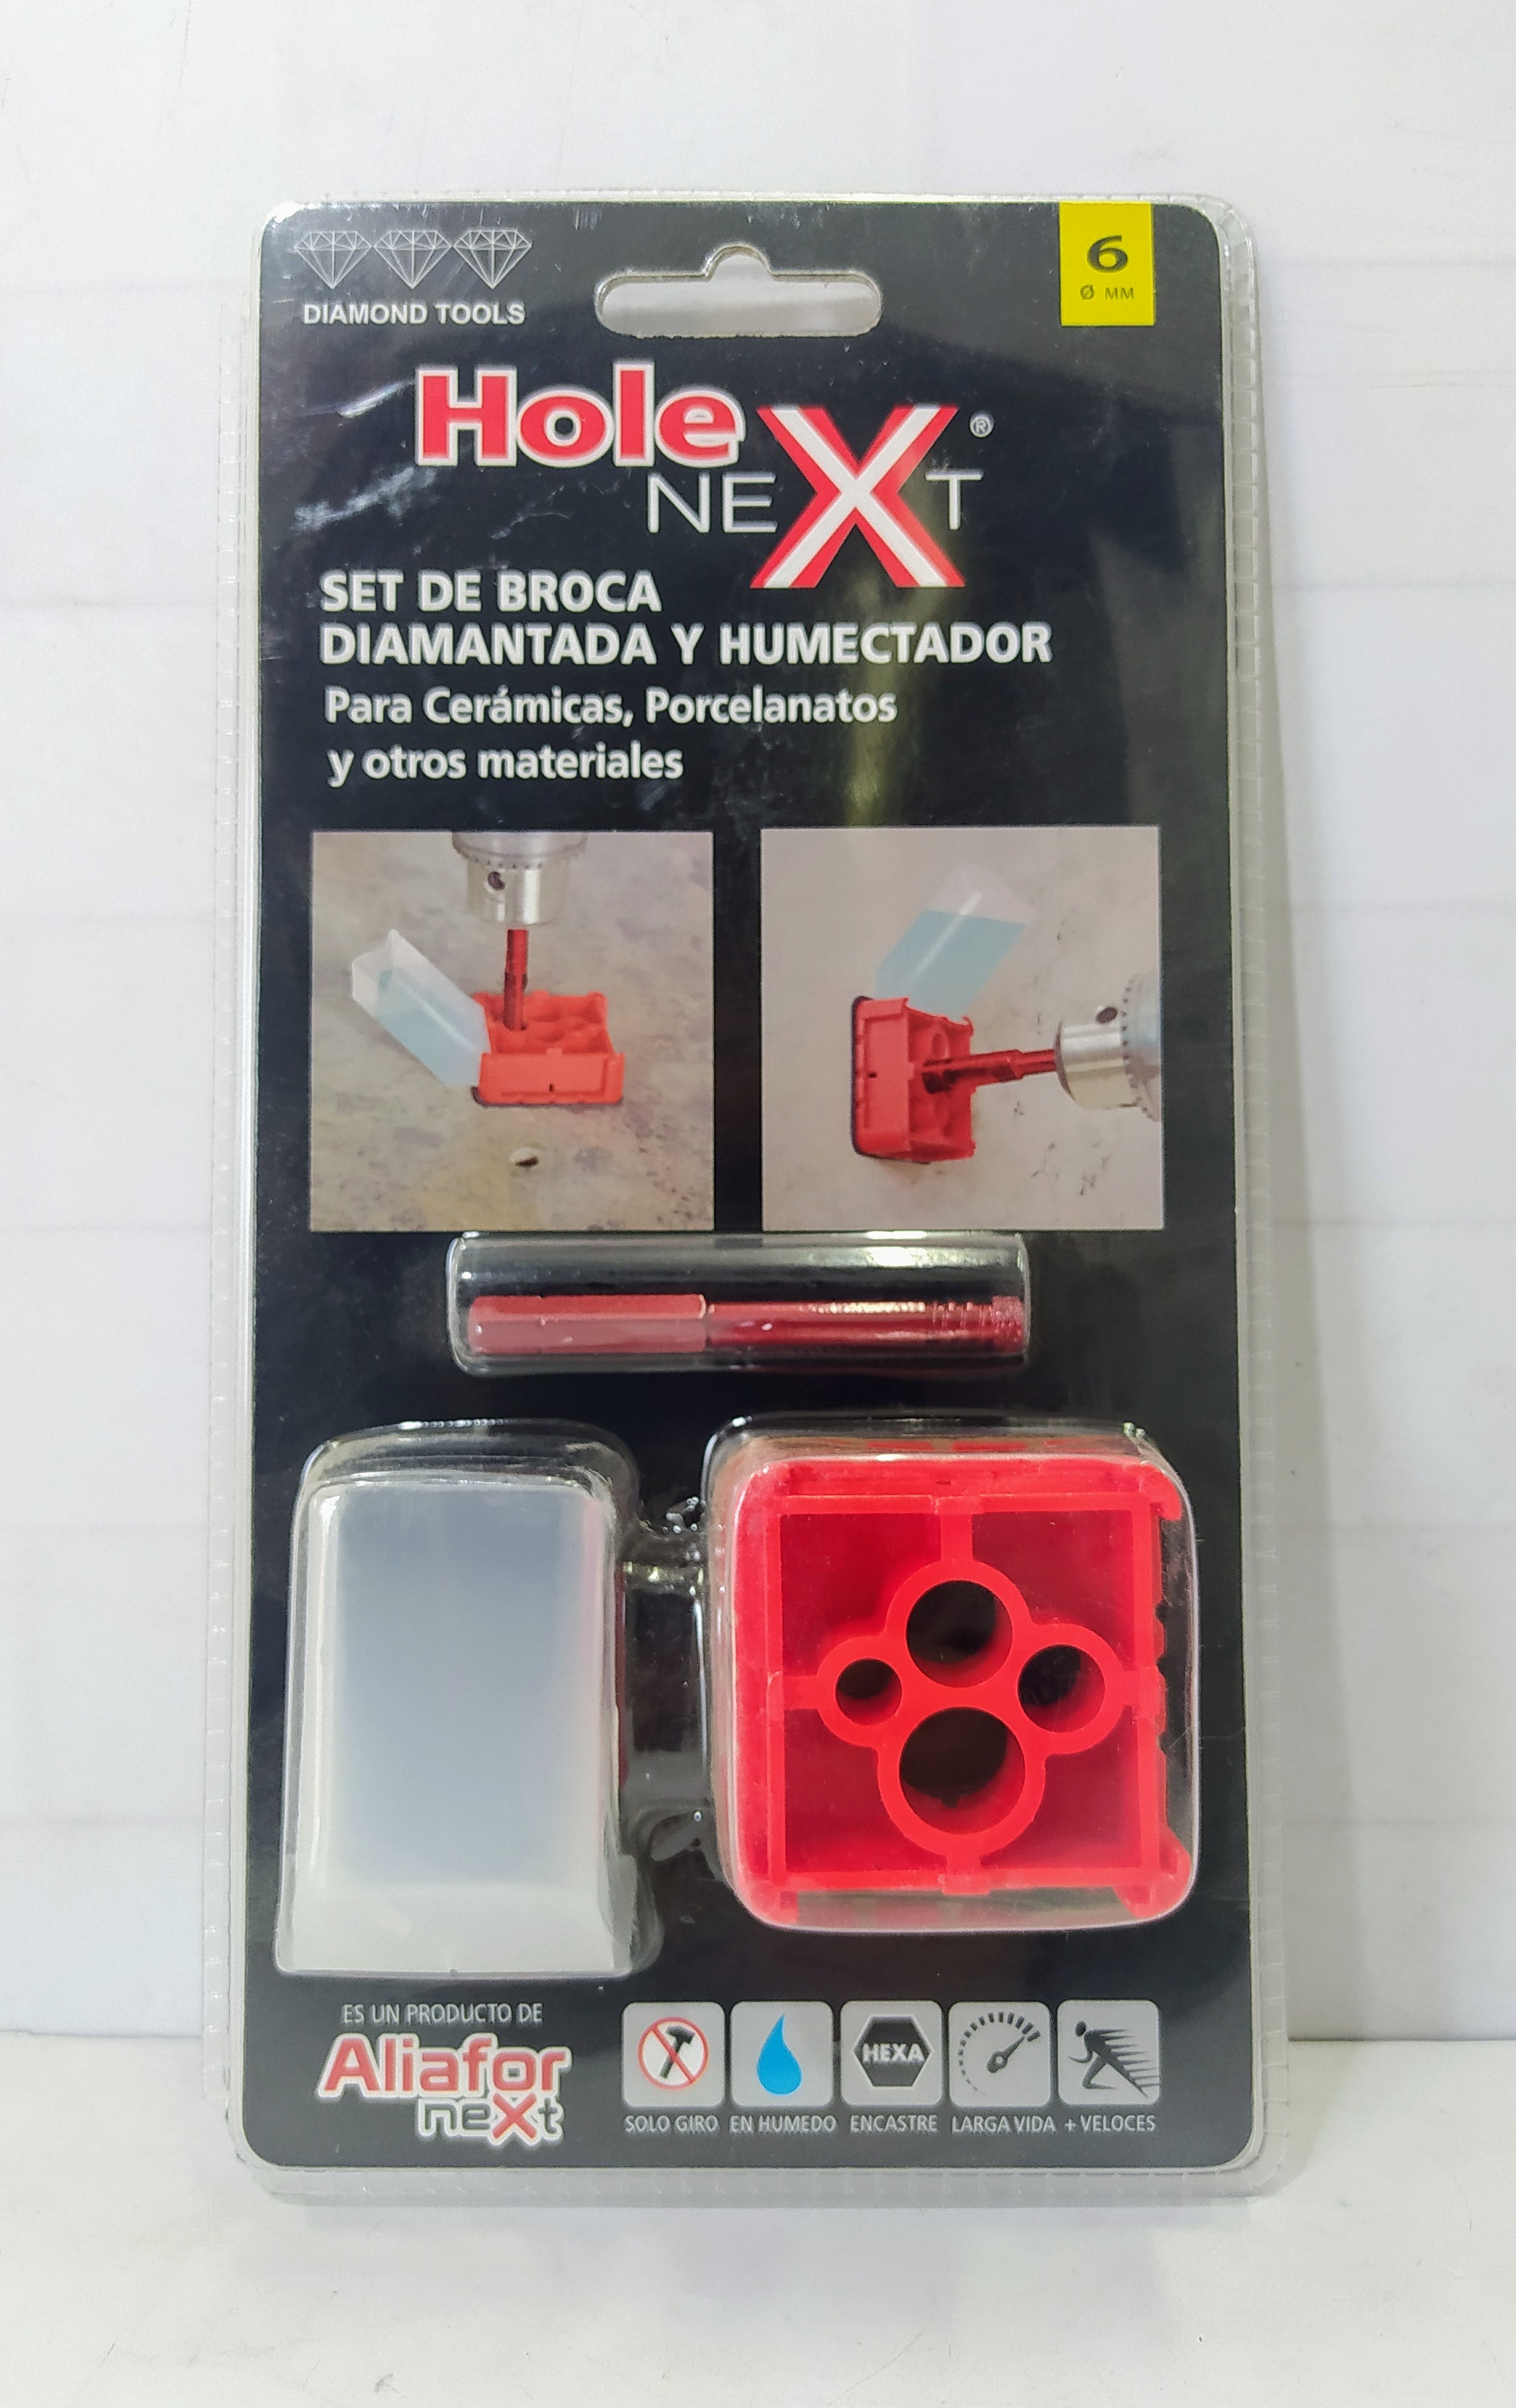 DIAMOND TOOLS
6
Ø MM
Hole
NEXT®
SET DE BROCA
DIAMANTADA Y HUMECTADOR
Para Cerámicas, Porcelanatos
y otros materiales
ES UN PRODUCTO DE
Aliafor
neXt
HEXA
SOLO GIRO
EN HUMEDO
ENCASTRE
LARGA VIDA
+ VELOCES